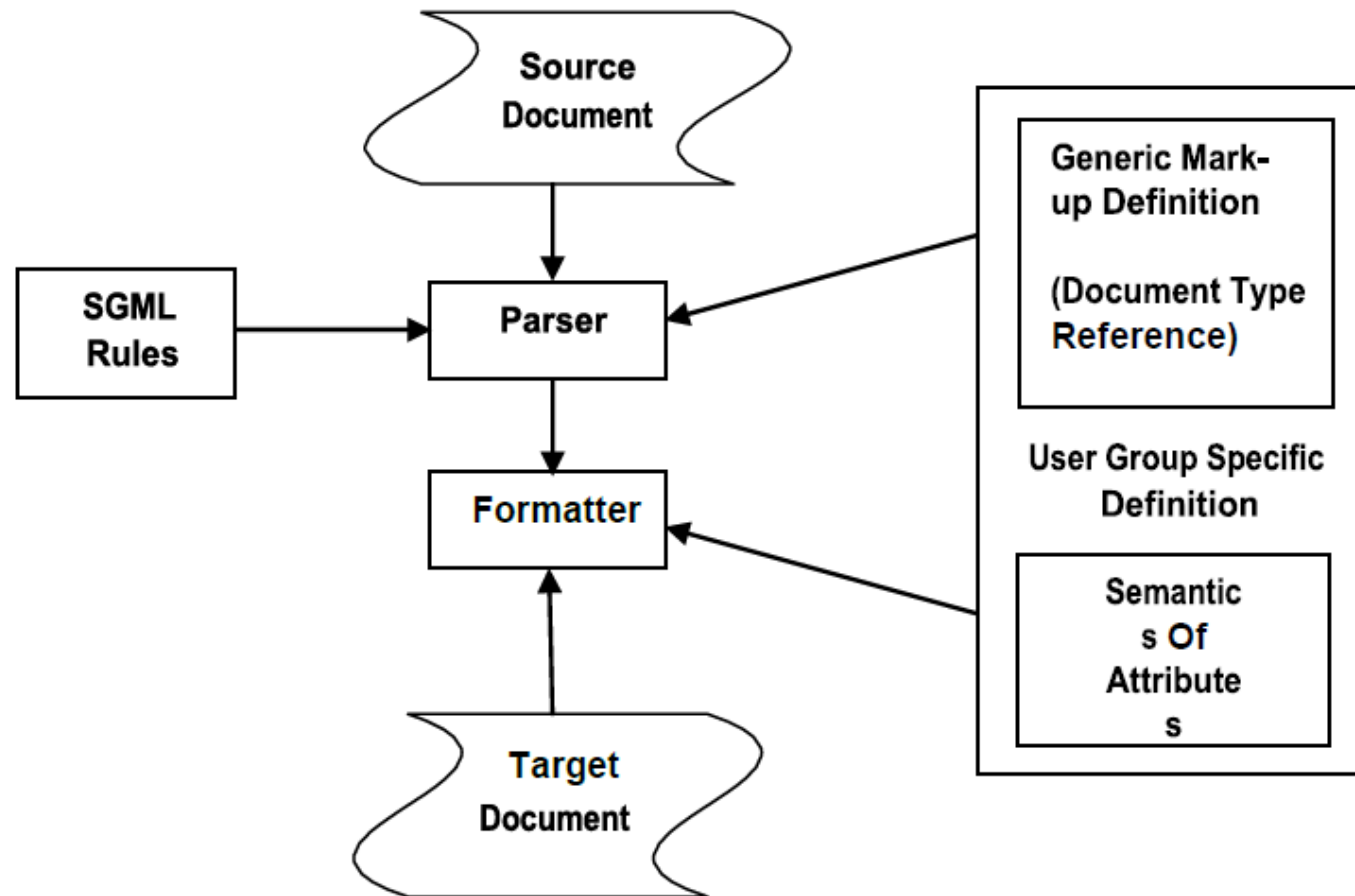 Source
Document
Generic Mark-
up Definition
(Document Type
Reference)
SGML
Rules
Parser
User Group Specific
Definition
Formatter
Semantic
s Of
Attribute
s
Target
Document